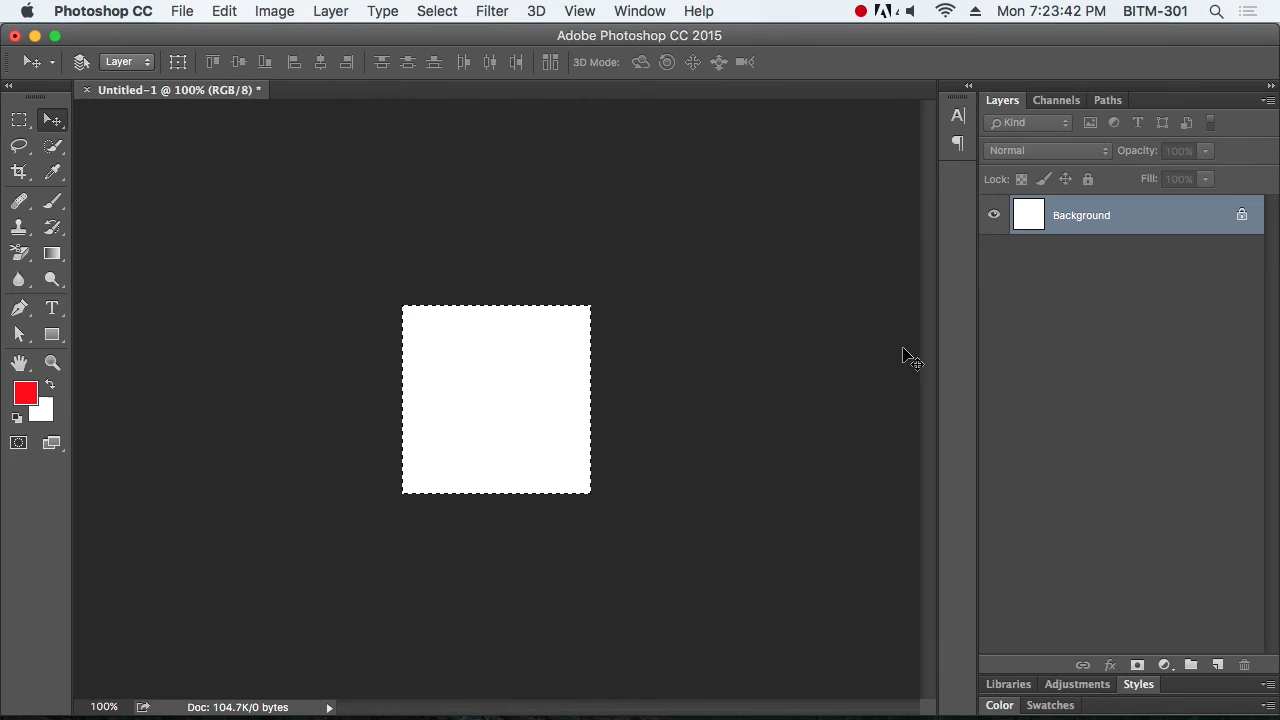 Photoshop CC File Edit Image Layer Type Select Filter 3D View Window Help Mon 7:23:42 PM BITM-301
Adobe Photoshop CC 2015
Layer 3D Mode:
× Untitled-1 @ 100% (RGB/8) *
Layers Channels Paths
Kind
Normal Opacity: 100%
Lock: Fill: 100%
Background
100% Doc: 104.7K/0 bytes
Libraries Adjustments Styles
Color Swatches